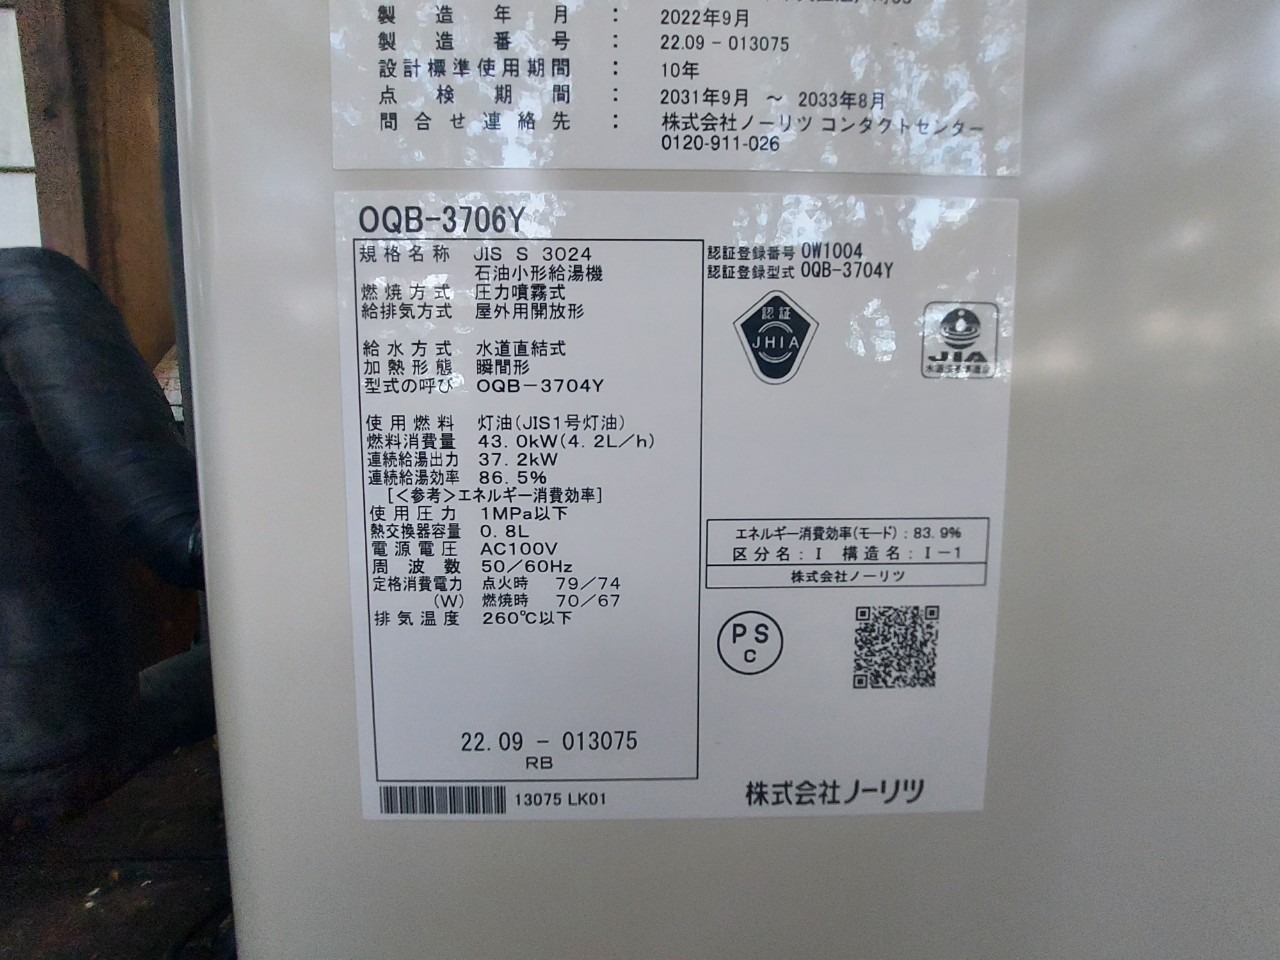 製造年月 : 2022年9月
製造番号 : 22.09 - 013075
設計標準使用期間 : 10年
点検期間 : 2031年9月 ～ 2033年8月
問合せ連絡先 : 株式会社ノーリツ コンタクトセンター
0120-911-026
OQB-3706Y
規格名称 JIS S 3024
石油小形給湯機
燃焼方式 圧力噴霧式
給排気方式 屋外用開放形
給水方式 水道直結式
加熱形態 瞬間形
型式の呼び OQB-3704Y
使用燃料 灯油(JIS1号灯油)
燃料消費量 43.0kW(4.2L/h)
連続給湯出力 37.2kW
連続給湯効率 86.5%
[<参考>エネルギー消費効率]
使用圧力 1MPa以下
熱交換器容量 0.8L
電源電圧 AC100V
周波数 50/60Hz
定格消費電力 点火時 79/74
(W) 燃焼時 70/67
排気温度 260℃以下
22.09 - 013075
RB
13075 LK01
認証登録番号 OW1004
認証登録型式 OQB-3704Y
認証
JHIA
JIA
エネルギー消費効率(モード) : 83.9%
区分名 : I 構造名 : I-1
株式会社ノーリツ
PS
C
株式会社ノーリツ